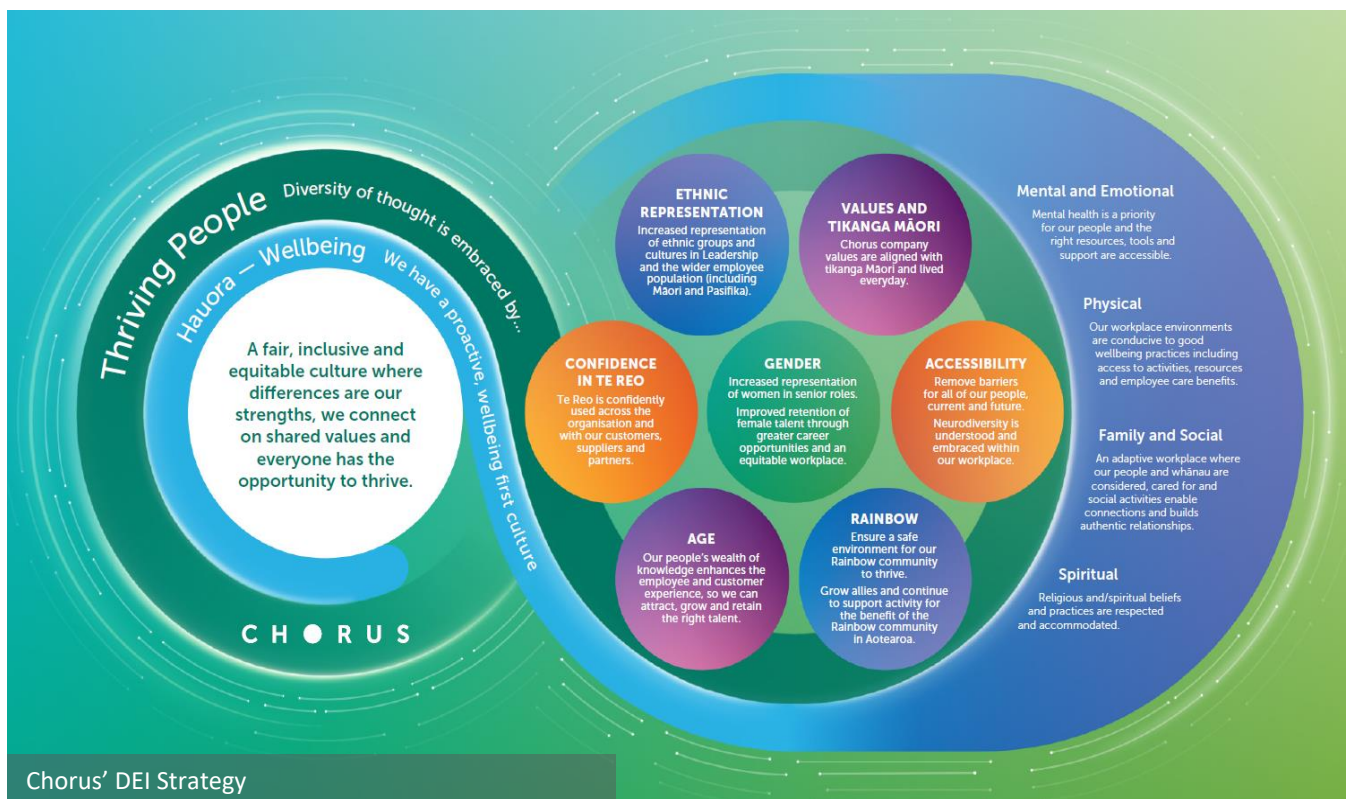 Thriving People
Diversity of thought is embraced by...
Hauora — Wellbeing
We have a proactive, wellbeing first culture
A fair, inclusive and
equitable culture where
differences are our
strengths, we connect
on shared values and
everyone has the
opportunity to thrive.
CHORUS
ETHNIC
REPRESENTATION
Increased representation
of ethnic groups and
cultures in Leadership
and the wider employee
population (including
Māori and Pasifika).
VALUES AND
TIKANGA MĀORI
Chorus company
values are aligned with
tikanga Māori and lived
everyday.
CONFIDENCE
IN TE REO
Te Reo is confidently
used across the
organisation and
with our customers,
suppliers and
partners.
GENDER
Increased representation
of women in senior roles.
Improved retention of
female talent through
greater career
opportunities and an
equitable workplace.
ACCESSIBILITY
Remove barriers
for all of our people,
current and future.
Neurodiversity is
understood and
embraced within
our workplace.
AGE
Our people's wealth of
knowledge enhances the
employee and customer
experience, so we can
attract, grow and retain
the right talent.
RAINBOW
Ensure a safe
environment for our
Rainbow community
to thrive.
Grow allies and continue
to support activity for
the benefit of the
Rainbow community
in Aotearoa.
Mental and Emotional
Mental health is a priority
for our people and the
right resources, tools and
support are accessible.
Physical
Our workplace environments
are conducive to good
wellbeing practices including
access to activities, resources
and employee care benefits.
Family and Social
An adaptive workplace where
our people and whānau are
considered, cared for and
social activities enable
connections and builds
authentic relationships.
Spiritual
Religious and/spiritual beliefs
and practices are respected
and accommodated.
Chorus' DEI Strategy